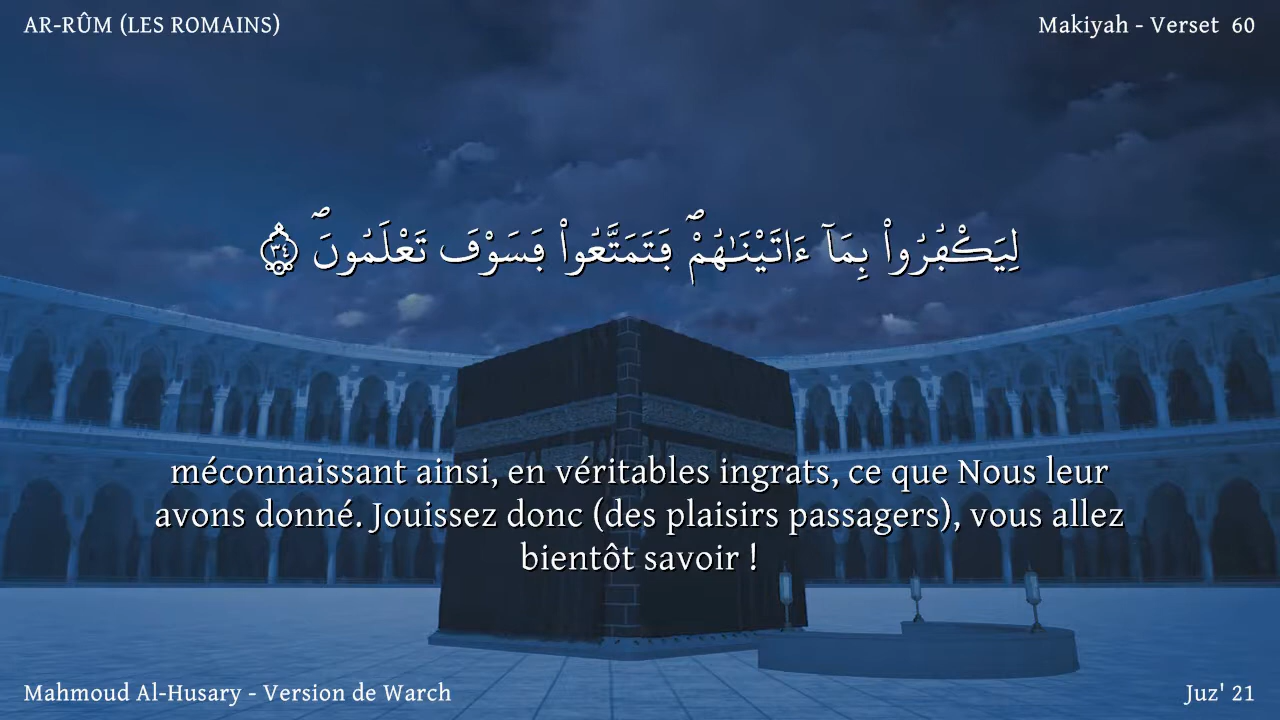 AR-RÛM (LES ROMAINS)
Makiyah - Verset 60
لِيَكْفُرُواْ بِمَآ ءَاتَيْنَٰهُمْ ۖ فَتَمَتَّعُواْ فَسَوْفَ تَعْلَمُونَ ۖ ٣٤
méconnaissant ainsi, en véritables ingrats, ce que Nous leur
avons donné. Jouissez donc (des plaisirs passagers), vous allez
bientôt savoir !
Mahmoud Al-Husary - Version de Warch
Juz' 21